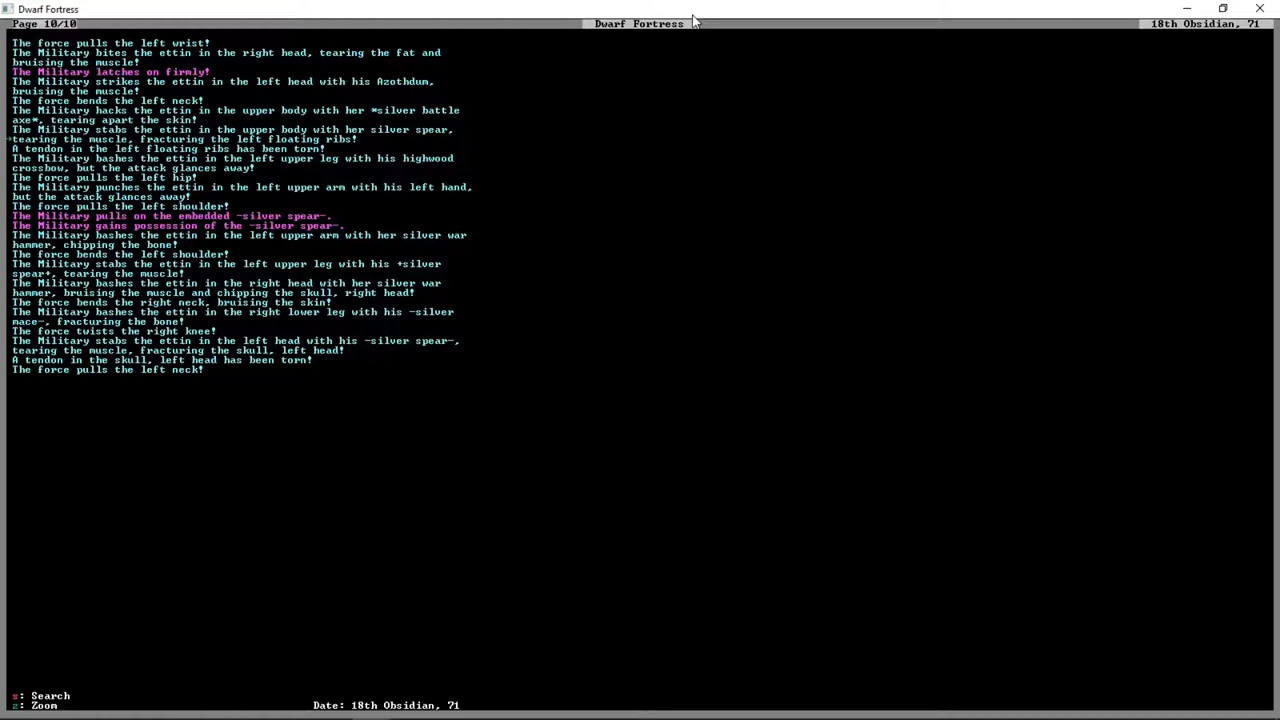 Dwarf Fortress
Page 10/10 Dwarf Fortress 18th Obsidian, 71
The force pulls the left wrist!
The Military bites the ettin in the right head, tearing the fat and
bruising the muscle!
The Military latches on firmly!
The Military strikes the ettin in the left head with his Azothdum,
bruising the muscle!
The force bends the left neck!
The Military hacks the ettin in the upper body with her *silver battle
axe*, tearing apart the skin!
The Military stabs the ettin in the upper body with her silver spear,
tearing the muscle, fracturing the left floating ribs!
A tendon in the left floating ribs has been torn!
The Military bashes the ettin in the left upper leg with his highwood
crossbow, but the attack glances away!
The force pulls the left hip!
The Military punches the ettin in the left upper arm with his left hand,
but the attack glances away!
The force pulls the left shoulder!
The Military pulls on the embedded -silver spear-.
The Military gains possession of the -silver spear-.
The Military bashes the ettin in the left upper arm with her silver war
hammer, chipping the bone!
The force bends the left shoulder!
The Military stabs the ettin in the left upper leg with his +silver
spear+, tearing the muscle!
The Military bashes the ettin in the right head with her silver war
hammer, bruising the muscle and chipping the skull, right head!
The force bends the right neck, bruising the skin!
The Military bashes the ettin in the right lower leg with his -silver
mace-, fracturing the bone!
The force twists the right knee!
The Military stabs the ettin in the left head with his -silver spear-,
tearing the muscle, fracturing the skull, left head!
A tendon in the skull, left head has been torn!
The force pulls the left neck!
s: Search
z: Zoom Date: 18th Obsidian, 71